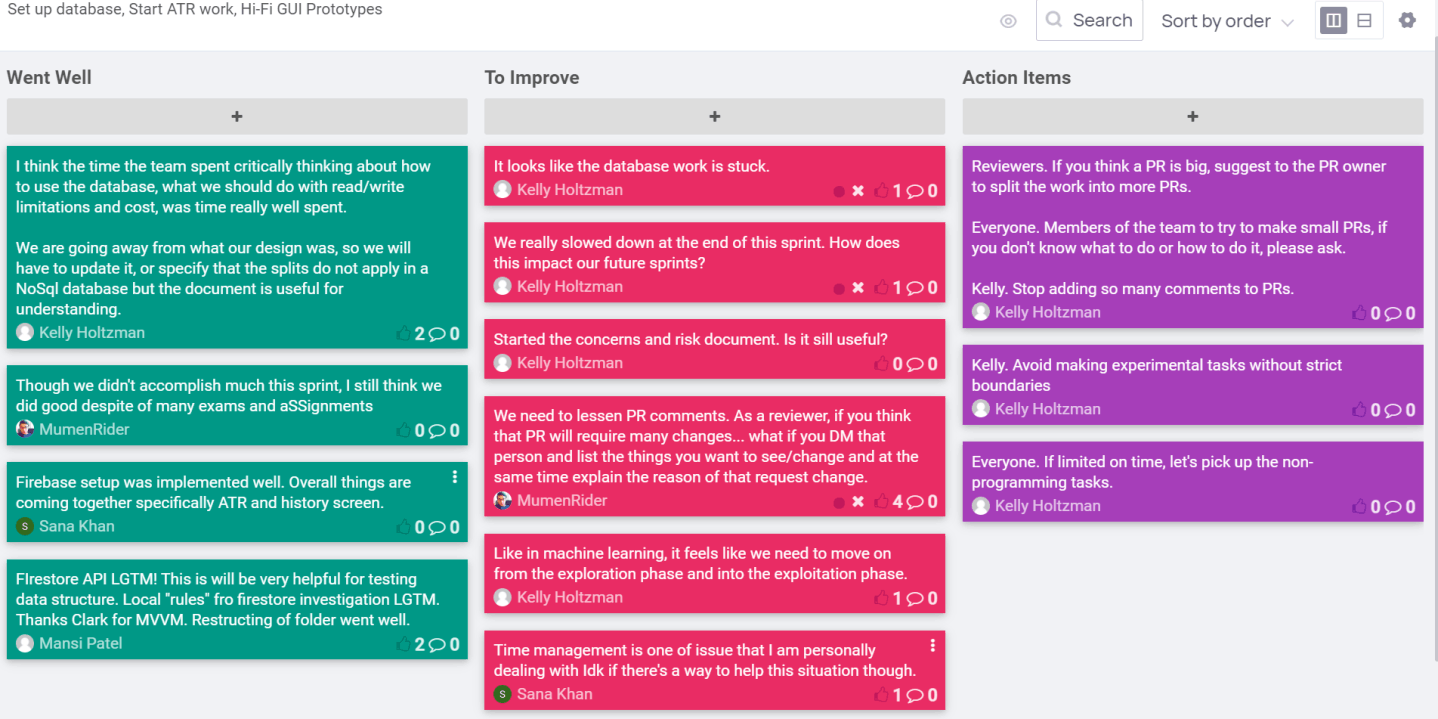 Set up database, Start ATR work, Hi-Fi GUI Prototypes
Search
Sort by order
Went Well
+
I think the time the team spent critically thinking about how
to use the database, what we should do with read/write
limitations and cost, was time really well spent.
We are going away from what our design was, so we will
have to update it, or specify that the splits do not apply in a
NoSql database but the document is useful for
understanding.
Kelly Holtzman
2 0
Though we didn't accomplish much this sprint, I still think we
did good despite of many exams and aSSignments
MumenRider
0 0
Firebase setup was implemented well. Overall things are
coming together specifically ATR and history screen.
S Sana Khan
0 0
FIrestore API LGTM! This is will be very helpful for testing
data structure. Local "rules" fro firestore investigation LGTM.
Thanks Clark for MVVM. Restructing of folder went well.
Mansi Patel
2 0
To Improve
+
It looks like the database work is stuck.
Kelly Holtzman
1 0
We really slowed down at the end of this sprint. How does
this impact our future sprints?
Kelly Holtzman
1 0
Started the concerns and risk document. Is it sill useful?
Kelly Holtzman
0 0
We need to lessen PR comments. As a reviewer, if you think
that PR will require many changes... what if you DM that
person and list the things you want to see/change and at the
same time explain the reason of that request change.
MumenRider
4 0
Like in machine learning, it feels like we need to move on
from the exploration phase and into the exploitation phase.
Kelly Holtzman
1 0
Time management is one of issue that I am personally
dealing with Idk if there's a way to help this situation though.
S Sana Khan
1 0
Action Items
+
Reviewers. If you think a PR is big, suggest to the PR owner
to split the work into more PRs.
Everyone. Members of the team to try to make small PRs, if
you don't know what to do or how to do it, please ask.
Kelly. Stop adding so many comments to PRs.
Kelly Holtzman
0 0
Kelly. Avoid making experimental tasks without strict
boundaries
Kelly Holtzman
0 0
Everyone. If limited on time, let's pick up the non-
programming tasks.
Kelly Holtzman
0 0